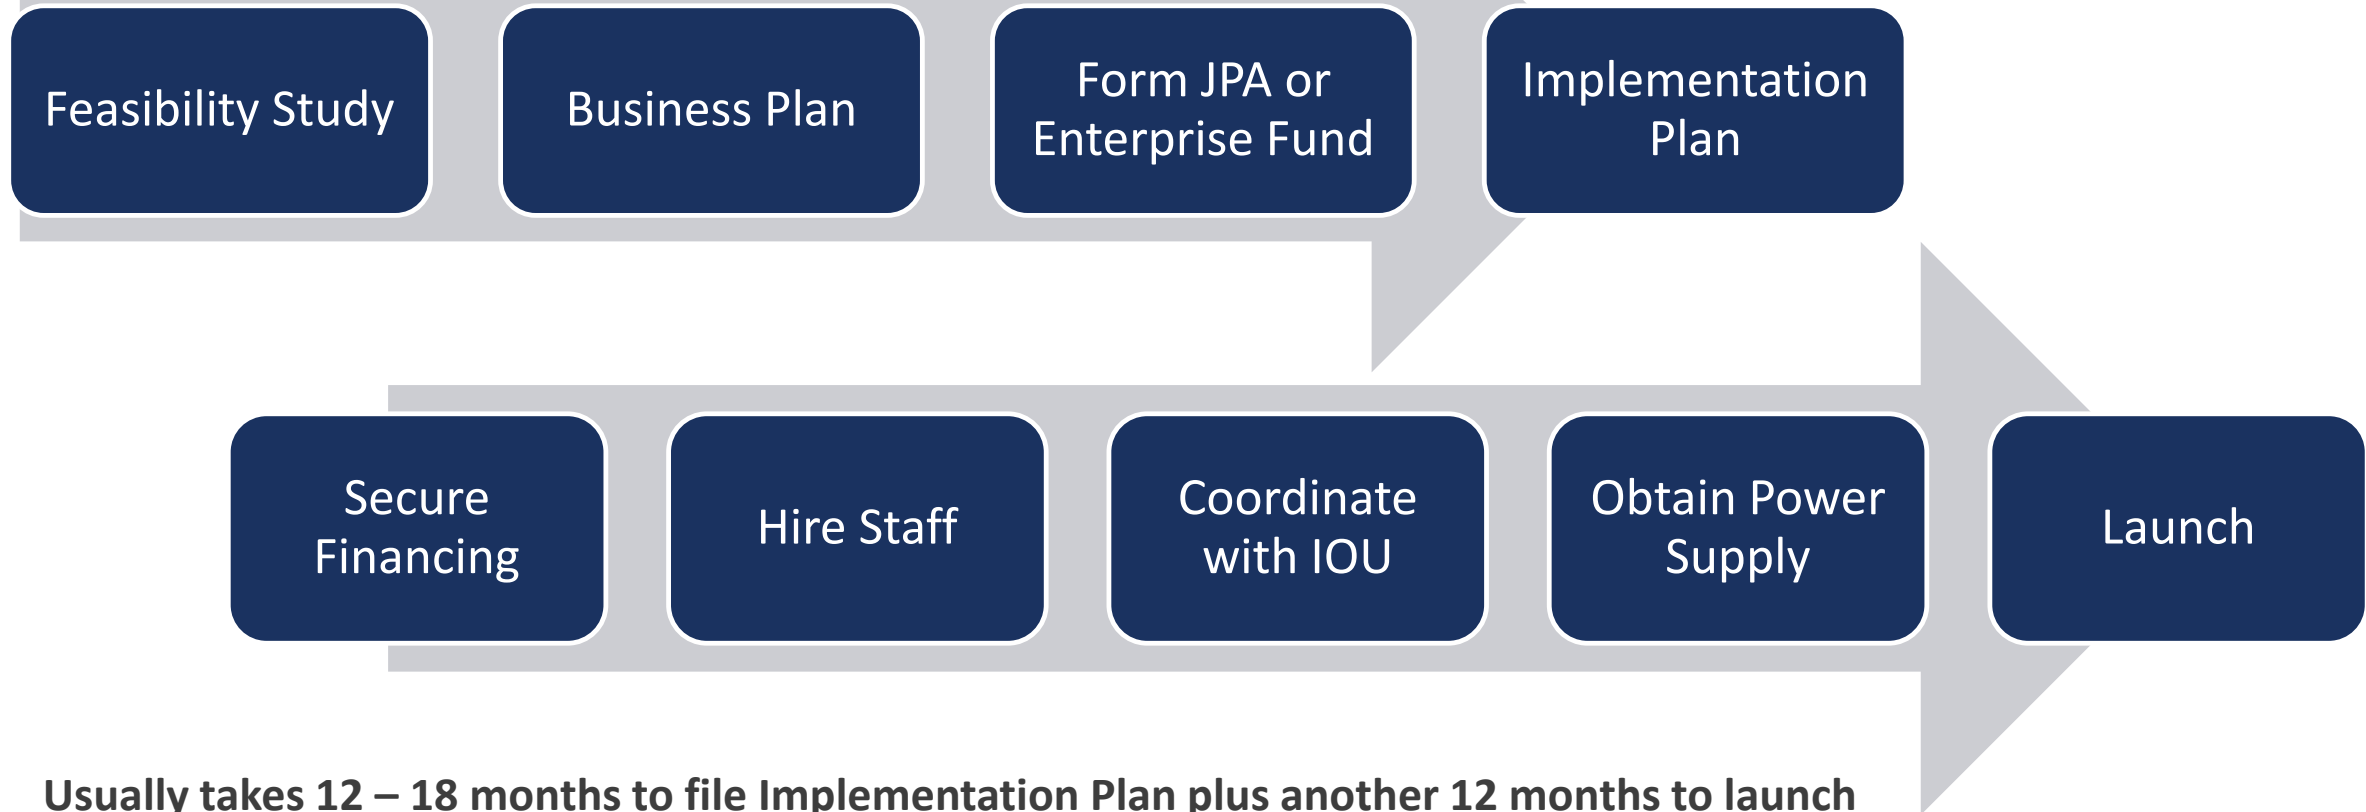 Feasibility Study
Business Plan
Form JPA or
Enterprise Fund
Implementation
Plan
Secure
Financing
Hire Staff
Coordinate
with IOU
Obtain Power
Supply
Launch
Usually takes 12 – 18 months to file Implementation Plan plus another 12 months to launch